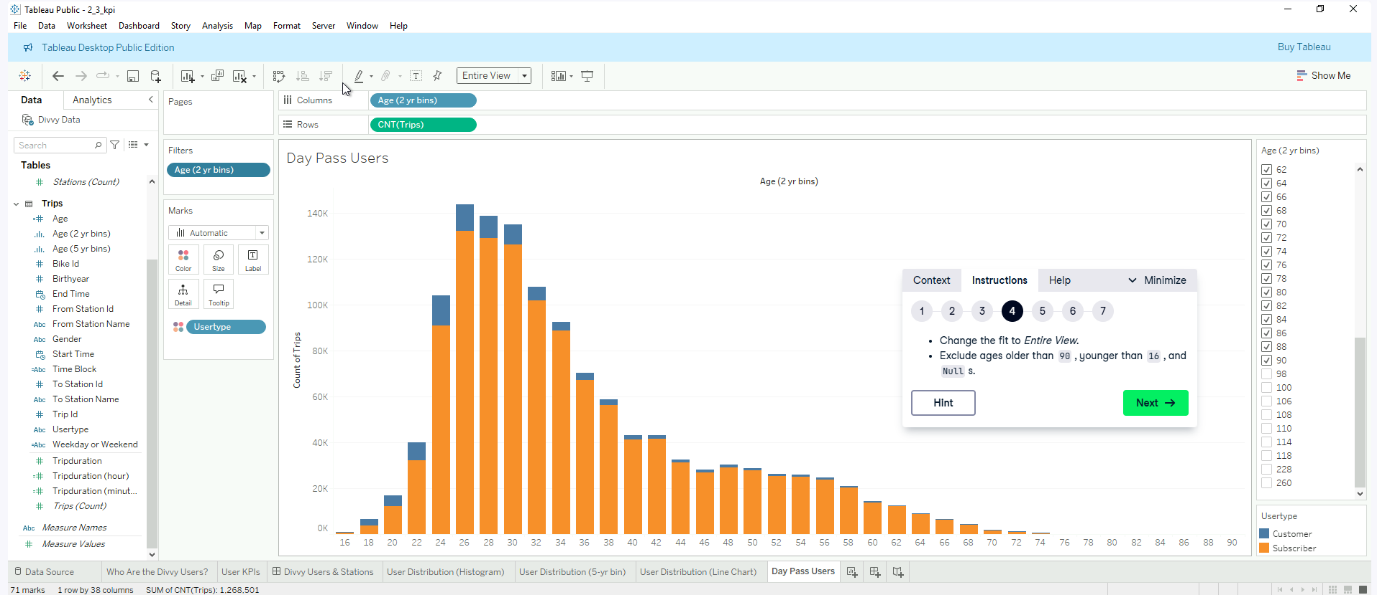 Tableau Public - 2_3_kpi
File Data Worksheet Dashboard Story Analysis Map Format Server Window Help
Tableau Desktop Public Edition Buy Tableau
Entire View Show Me
Data Analytics
Divvy Data
Search
Tables
Stations (Count)
Trips
Age
Age (2 yr bins)
Age (5 yr bins)
Bike Id
Birthyear
End Time
From Station Id
Abc From Station Name
Abc Gender
Start Time
Abc Time Block
To Station Id
Abc To Station Name
Trip Id
Abc Usertype
Abc Weekday or Weekend
Tripduration
Tripduration (hour)
Tripduration (minut...
Trips (Count)
Abc Measure Names
Measure Values
Pages
Filters
Age (2 yr bins)
Marks
Automatic
Color Size Label
Detail Tooltip
Usertype
Columns Age (2 yr bins)
Rows CNT(Trips)
Day Pass Users
Age (2 yr bins)
Count of Trips
140K
120K
100K
80K
60K
40K
20K
0K
16 18 20 22 24 26 28 30 32 34 36 38 40 42 44 46 48 50 52 54 56 58 60 62 64 66 68 70 72 74 76 78 80 82 84 86 88 90
Context Instructions Help Minimize
1 2 3 4 5 6 7
• Change the fit to Entire View.
• Exclude ages older than 90 , younger than 16 , and
Null s.
Hint Next →
Age (2 yr bins)
62
64
66
68
70
72
74
76
78
80
82
84
86
88
90
98
100
106
108
110
114
118
228
260
Usertype
Customer
Subscriber
Data Source Who Are the Divvy Users? User KPIs Divvy Users & Stations User Distribution (Histogram) User Distribution (5-yr bin) User Distribution (Line Chart) Day Pass Users
71 marks 1 row by 38 columns SUM of CNT(Trips): 1,268,501